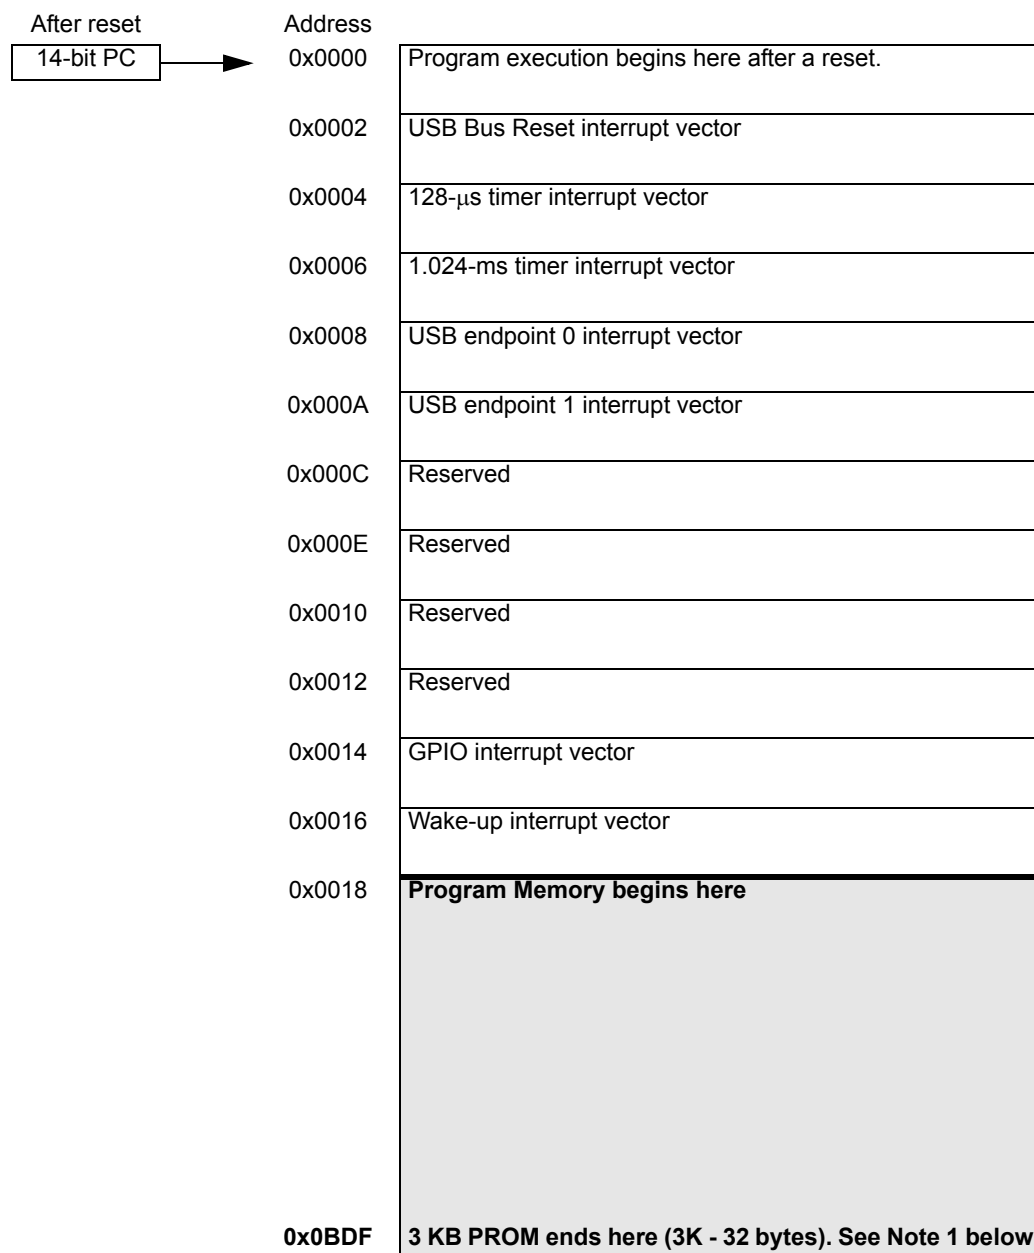 After reset Address
14-bit PC 0x0000 Program execution begins here after a reset.
0x0002 USB Bus Reset interrupt vector
0x0004 128-μs timer interrupt vector
0x0006 1.024-ms timer interrupt vector
0x0008 USB endpoint 0 interrupt vector
0x000A USB endpoint 1 interrupt vector
0x000C Reserved
0x000E Reserved
0x0010 Reserved
0x0012 Reserved
0x0014 GPIO interrupt vector
0x0016 Wake-up interrupt vector
0x0018 Program Memory begins here
0x0BDF 3 KB PROM ends here (3K - 32 bytes). See Note 1 below